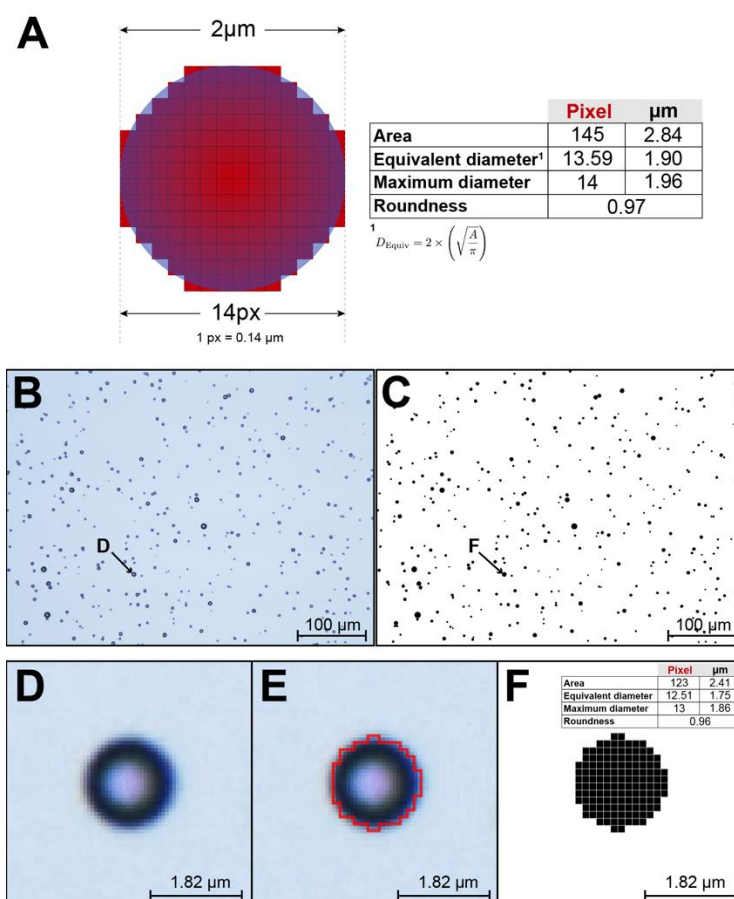 A
2µm
14px
1 px = 0.14 µm
Pixel µm
Area 145 2.84
Equivalent diameter¹ 13.59 1.90
Maximum diameter 14 1.96
Roundness 0.97
¹ D_Equiv = 2 × (√(A/π))
B
D
100 µm
C
F
100 µm
D
1.82 µm
E
1.82 µm
F
Pixel µm
Area 123 2.41
Equivalent diameter 12.51 1.75
Maximum diameter 13 1.86
Roundness 0.96
1.82 µm